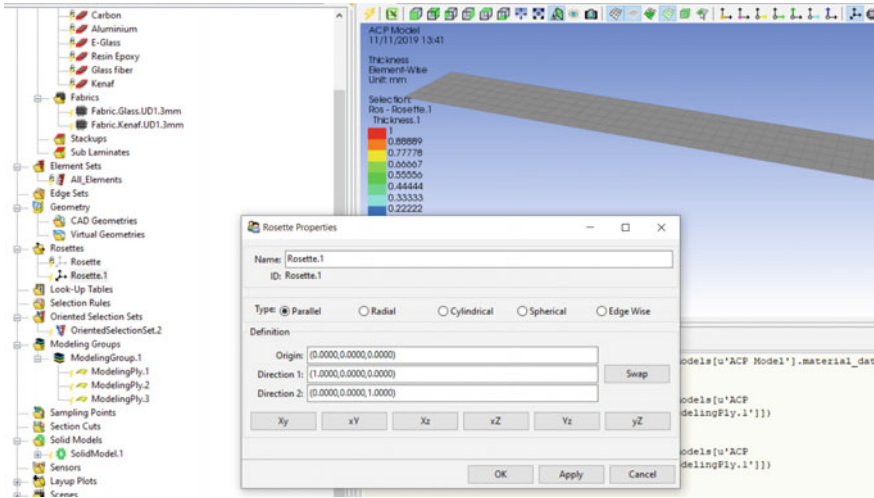 Carbon
Aluminium
E-Glass
Resin Epoxy
Glass fiber
Kenaf
Fabrics
Fabric.Glass.UD1.3mm
Fabric.Kenaf.UD1.3mm
Stackups
Sub Laminates
Element Sets
All_Elements
Edge Sets
Geometry
CAD Geometries
Virtual Geometries
Rosettes
Rosette
Rosette.1
Look-Up Tables
Selection Rules
Oriented Selection Sets
OrientedSelectionSet.2
Modeling Groups
ModelingGroup.1
ModelingPly.1
ModelingPly.2
ModelingPly.3
Sampling Points
Section Cuts
Solid Models
SolidModel.1
Sensors
Layup Plots
Scenes
ACP Model
11/11/2019 13:41
Thickness
Element-Wise
Unit: mm
Selection:
Ros - Rosette.1
Thickness.1
1
0.88889
0.77778
0.66667
0.55556
0.44444
0.33333
0.22222
Rosette Properties
Name: Rosette.1
ID: Rosette.1
Type: Parallel Radial Cylindrical Spherical Edge Wise
Definition
Origin: (0.0000,0.0000,0.0000)
Direction 1: (1.0000,0.0000,0.0000) Swap
Direction 2: (0.0000,0.0000,1.0000)
Xy xY Xz xZ Yz yZ
OK Apply Cancel
odels[u'ACP Model'].material_dat
odels[u'ACP
delingPly.1']])
odels[u'ACP
delingPly.1']])